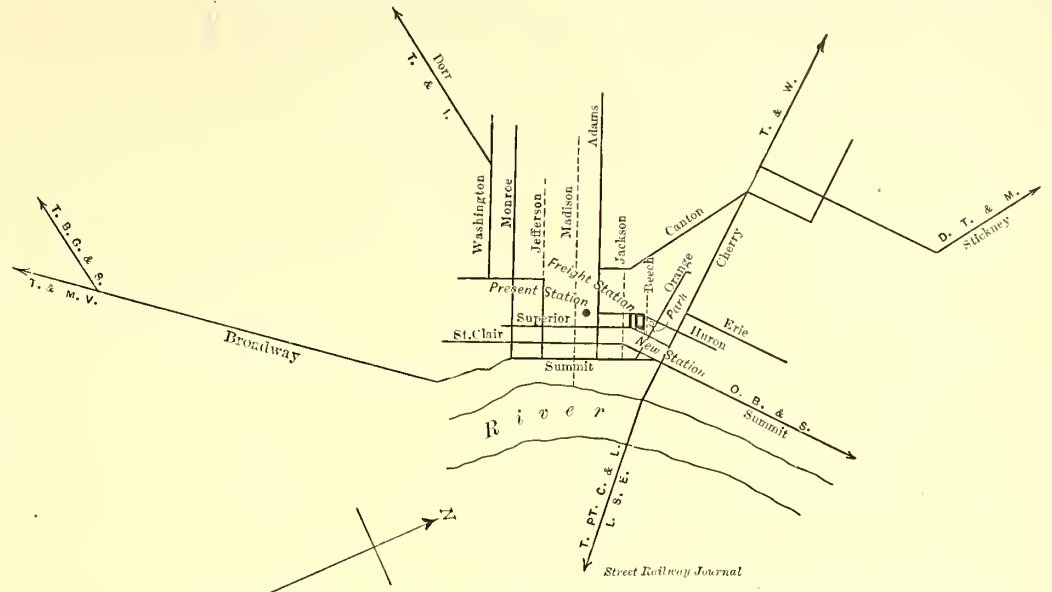 Dorr
T. & I.
T. & W.
Adams
Washington
Monroe
Jefferson
Madison
Jackson
Canton
Cherry
D. T. & M.
Stickney
T. B. G. & S.
T. & M. V.
Broadway
Freight Station
Present Station
Beech
Orange
Park
Superior
St. Clair
Erie
Huron
New Station
Summit
River
O. B. & S.
Summit
T. PT. C. & L.
L. S. E.
N
Street Railway Journal